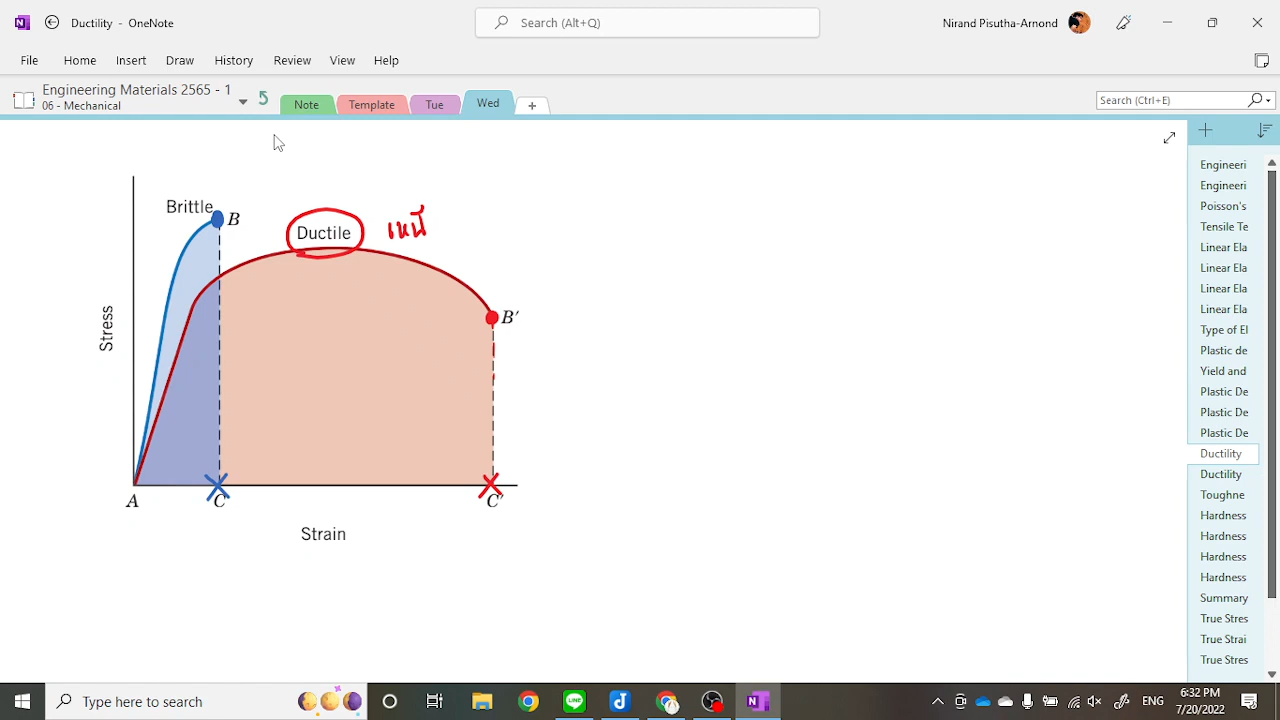 Ductility - OneNote
Search (Alt+Q)
Nirand Pisutha-Arnond
File Home Insert Draw History Review View Help
Engineering Materials 2565 - 1
06 - Mechanical
Note Template Tue Wed
Search (Ctrl+E)
Engineeri
Engineeri
Poisson's
Tensile Te
Linear Ela
Linear Ela
Linear Ela
Linear Ela
Type of El
Plastic de
Yield and
Plastic De
Plastic De
Plastic De
Ductility
Ductility
Toughne
Hardness
Hardness
Hardness
Hardness
Summary
True Stres
True Strai
True Stres
Brittle
B
Ductile
B′
Stress
A
C
C′
Strain
Type here to search
ENG
6:32 PM
7/20/2022